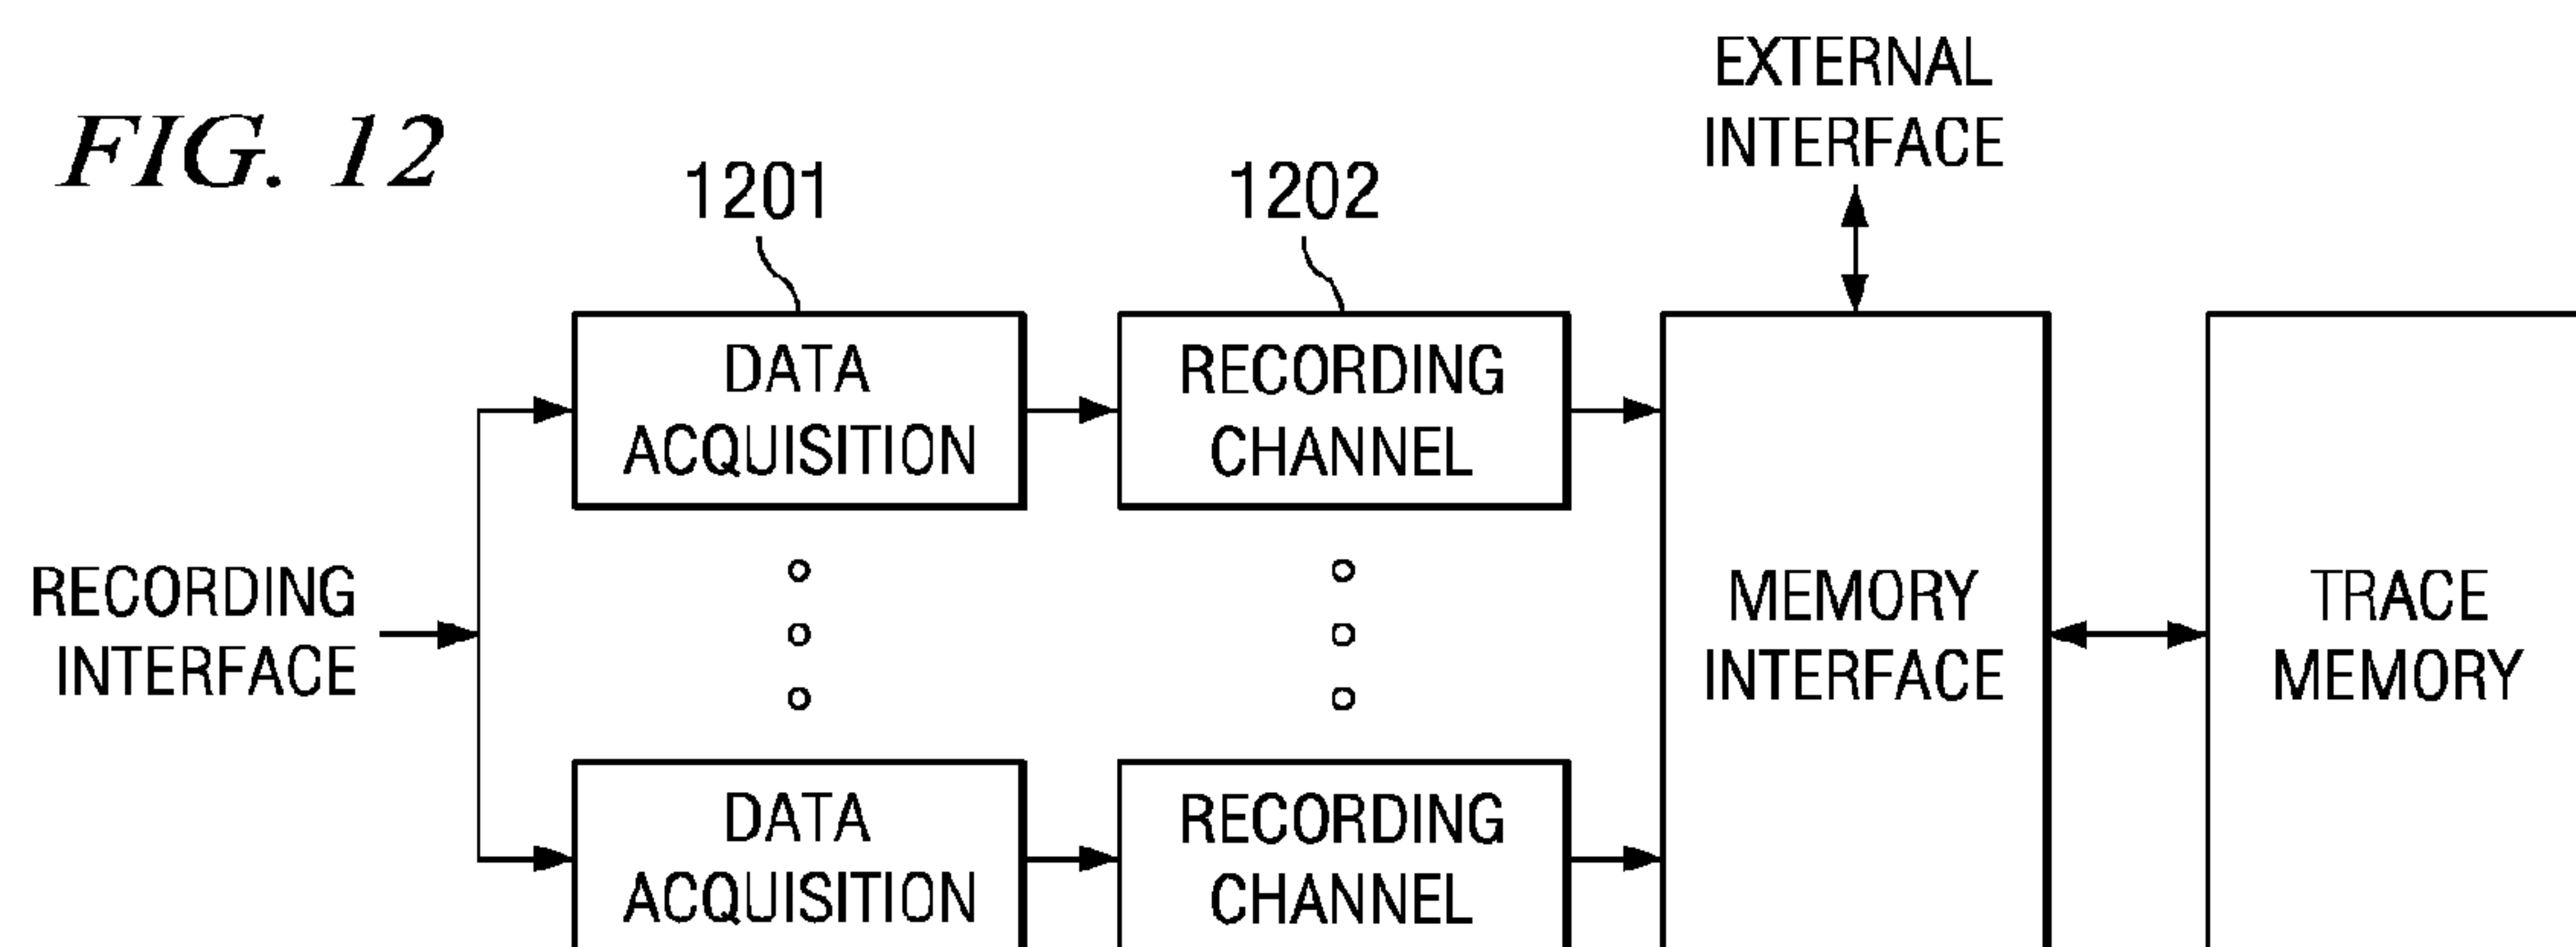 FIG. 12
EXTERNAL
INTERFACE
1201
1202
DATA
ACQUISITION
RECORDING
CHANNEL
RECORDING
INTERFACE
MEMORY
INTERFACE
TRACE
MEMORY
DATA
ACQUISITION
RECORDING
CHANNEL